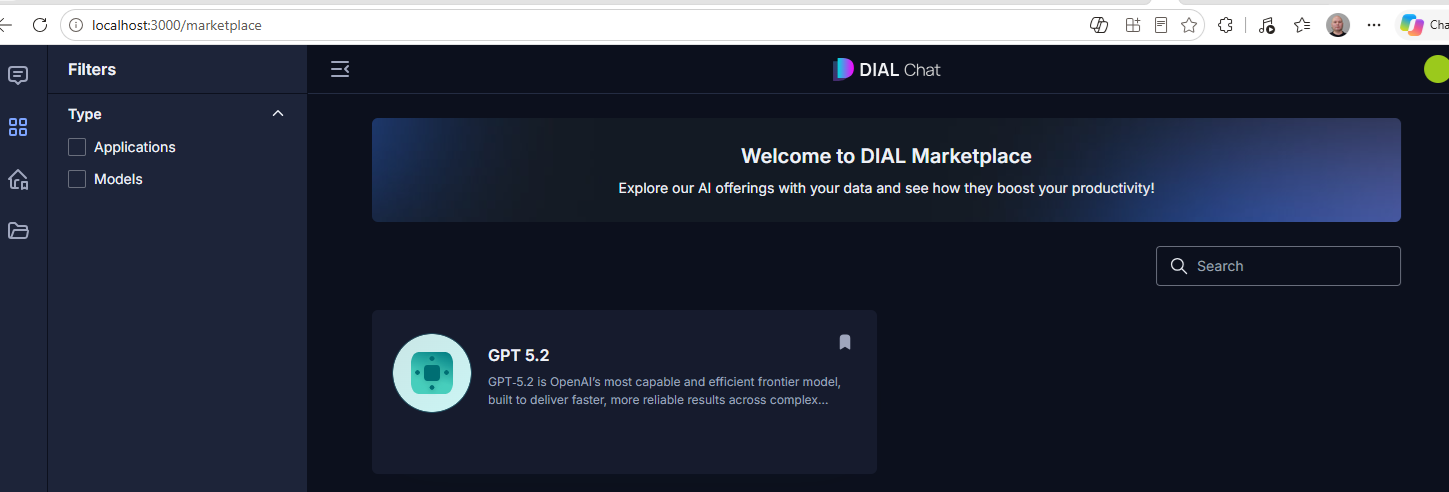 localhost:3000/marketplace
Cha
Filters
DIAL Chat
Type
Applications
Models
Welcome to DIAL Marketplace
Explore our AI offerings with your data and see how they boost your productivity!
Search
GPT 5.2
GPT-5.2 is OpenAI's most capable and efficient frontier model,
built to deliver faster, more reliable results across complex...